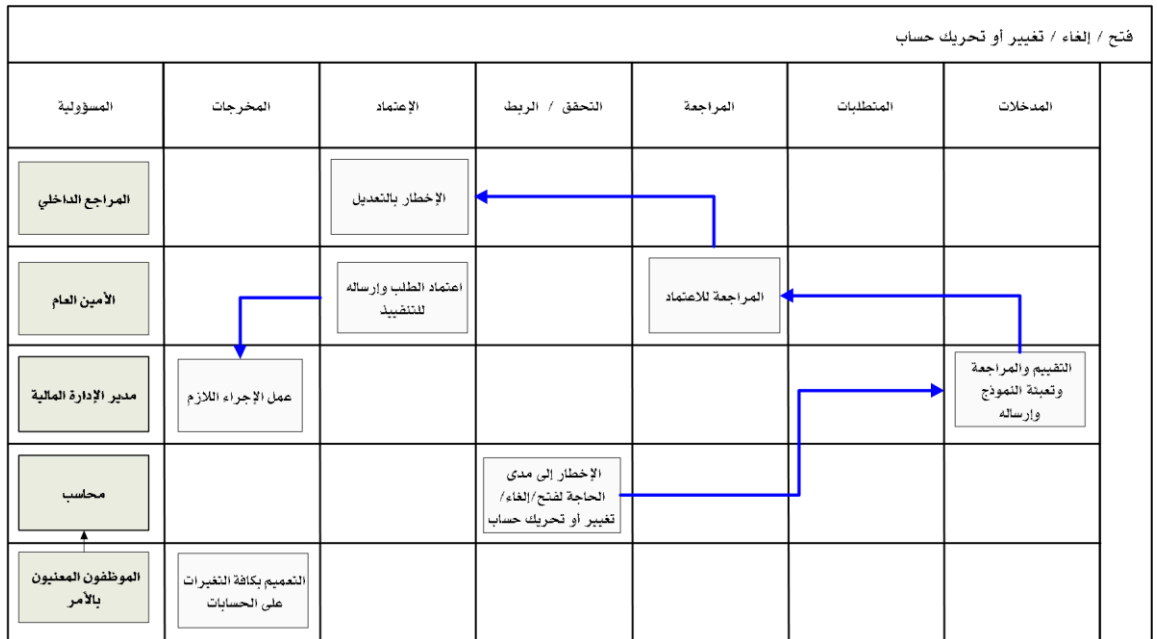 فتح / إلغاء / تغيير أو تحريك حساب
المدخلات
المتطلبات
المراجعة
التحقق / الربط
الإعتماد
المخرجات
المسؤولية
الإخطار بالتعديل
المراجع الداخلي
المراجعة للاعتماد
اعتماد الطلب وإرساله
للتنفييذ
الأمين العام
التقييم والمراجعة
وتعبئة النموذج
وإرساله
عمل الإجراء اللازم
مدير الإدارة المالية
الإخطار إلى مدى
الحاجة لفتح/إلغاء/
تغيير أو تحريك حساب
محاسب
التعميم بكافة التغيرات
على الحسابات
الموظفون المعنيون
بالأمر